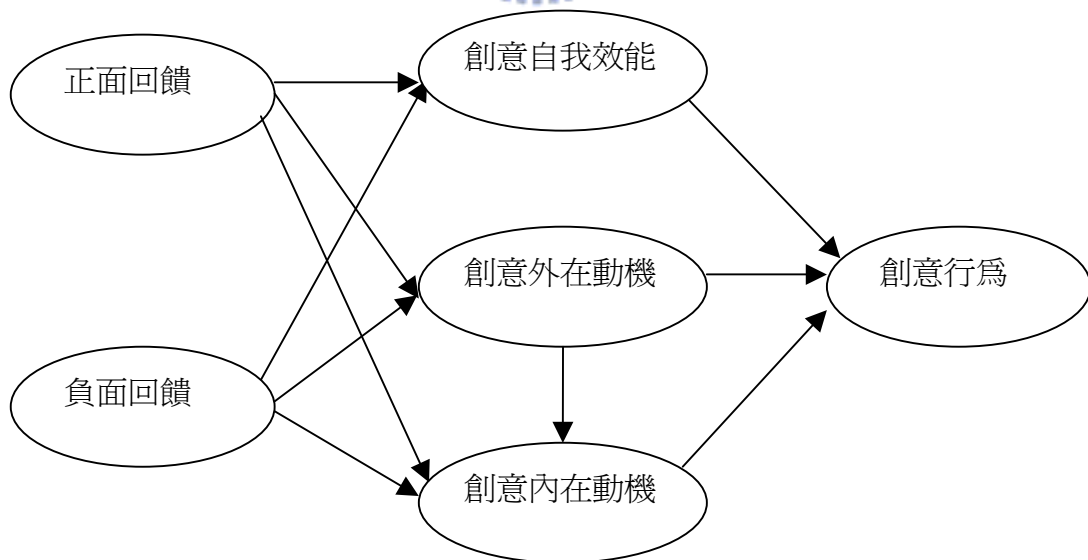 正面回饋
創意自我效能
創意外在動機
創意行為
負面回饋
創意內在動機